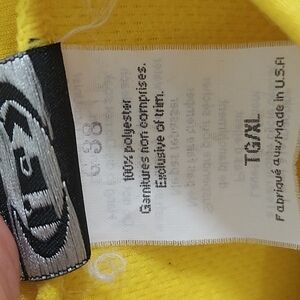 100% polyester
Garnitures non comprises.
Exclusive of trim.
TG/XL
Fabriqué aux/Made in U.S.A